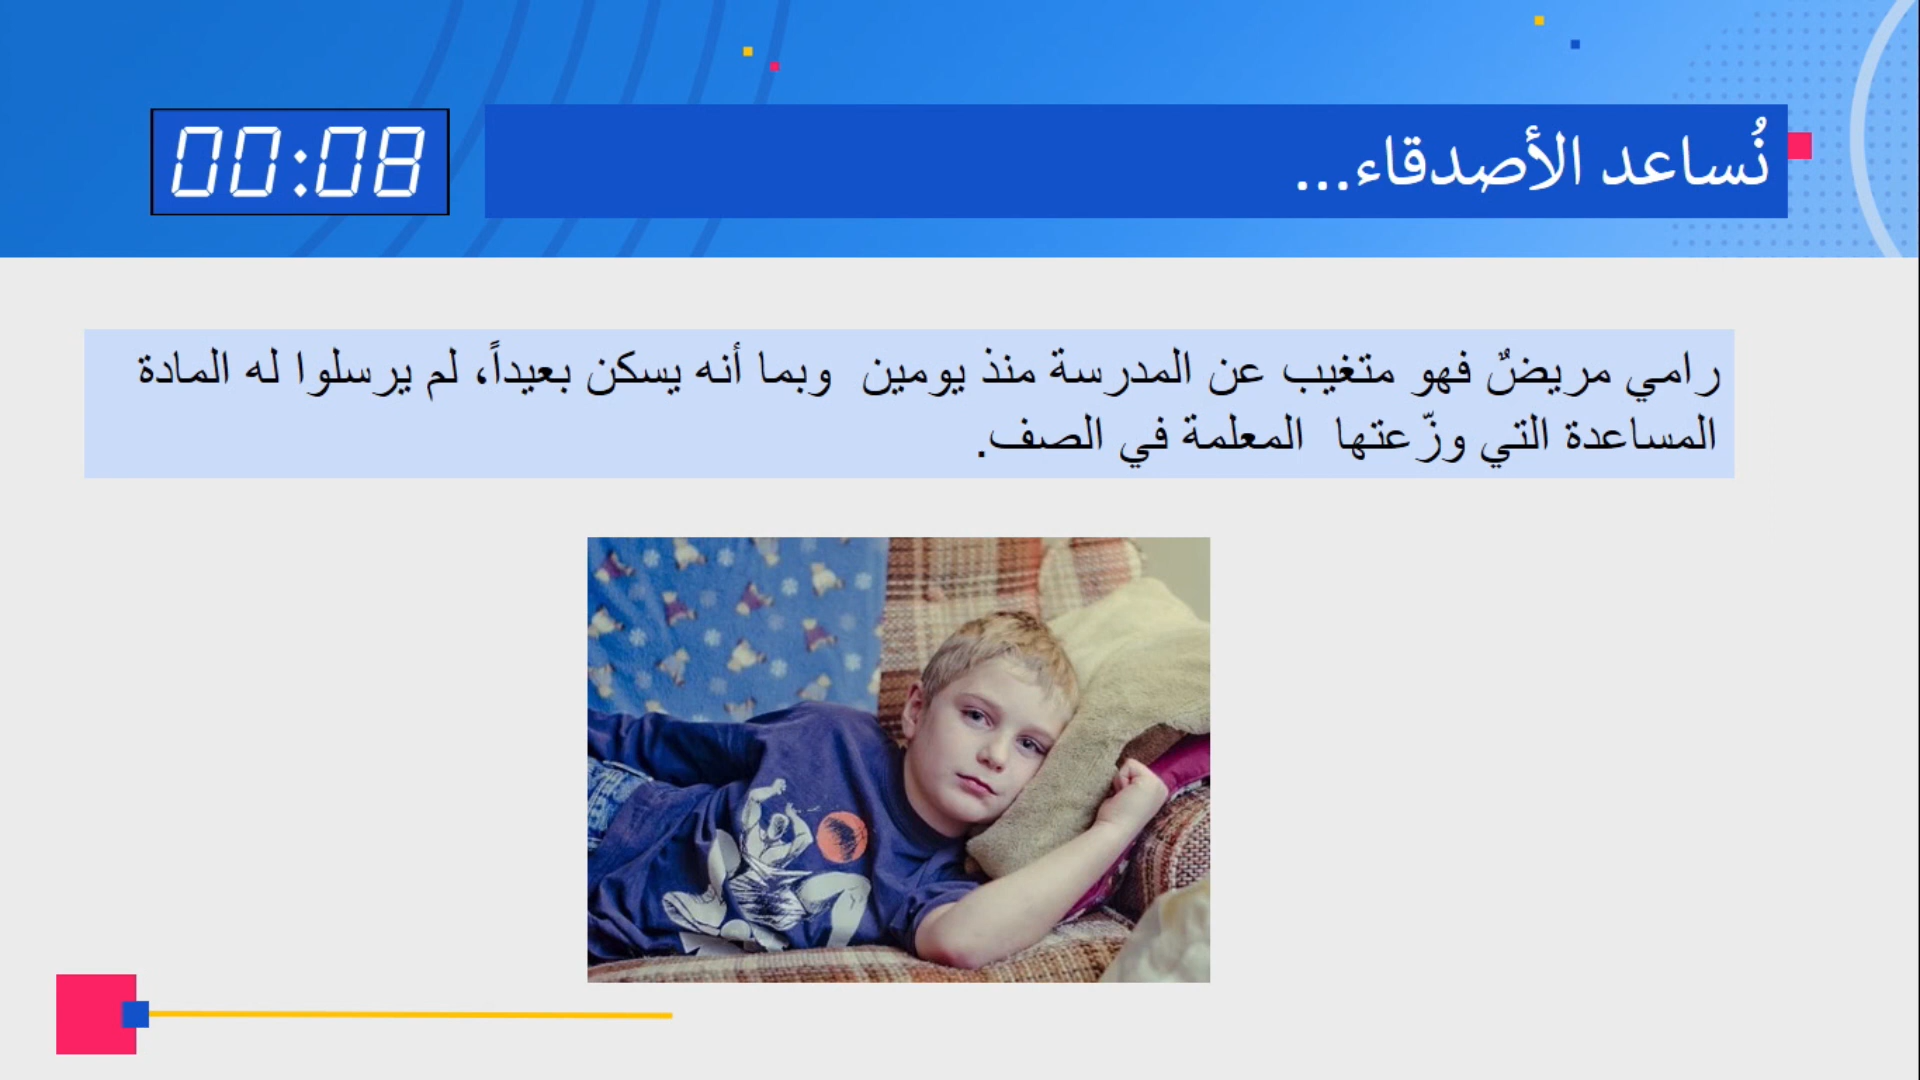 نُساعد الأصدقاء...
00:08
رامي مريضٌ فهو متغيب عن المدرسة منذ يومين وبما أنه يسكن بعيداً، لم يرسلوا له المادة
المساعدة التي وزّعتها المعلمة في الصف.